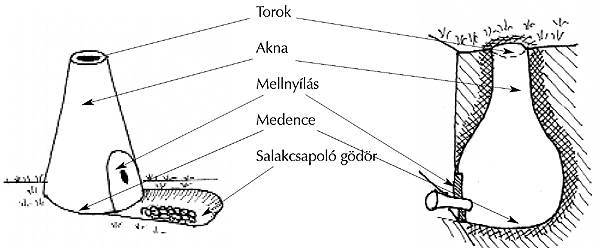 Torok
Akna
Mellnyílás
Medence
Salakcsapoló gödör